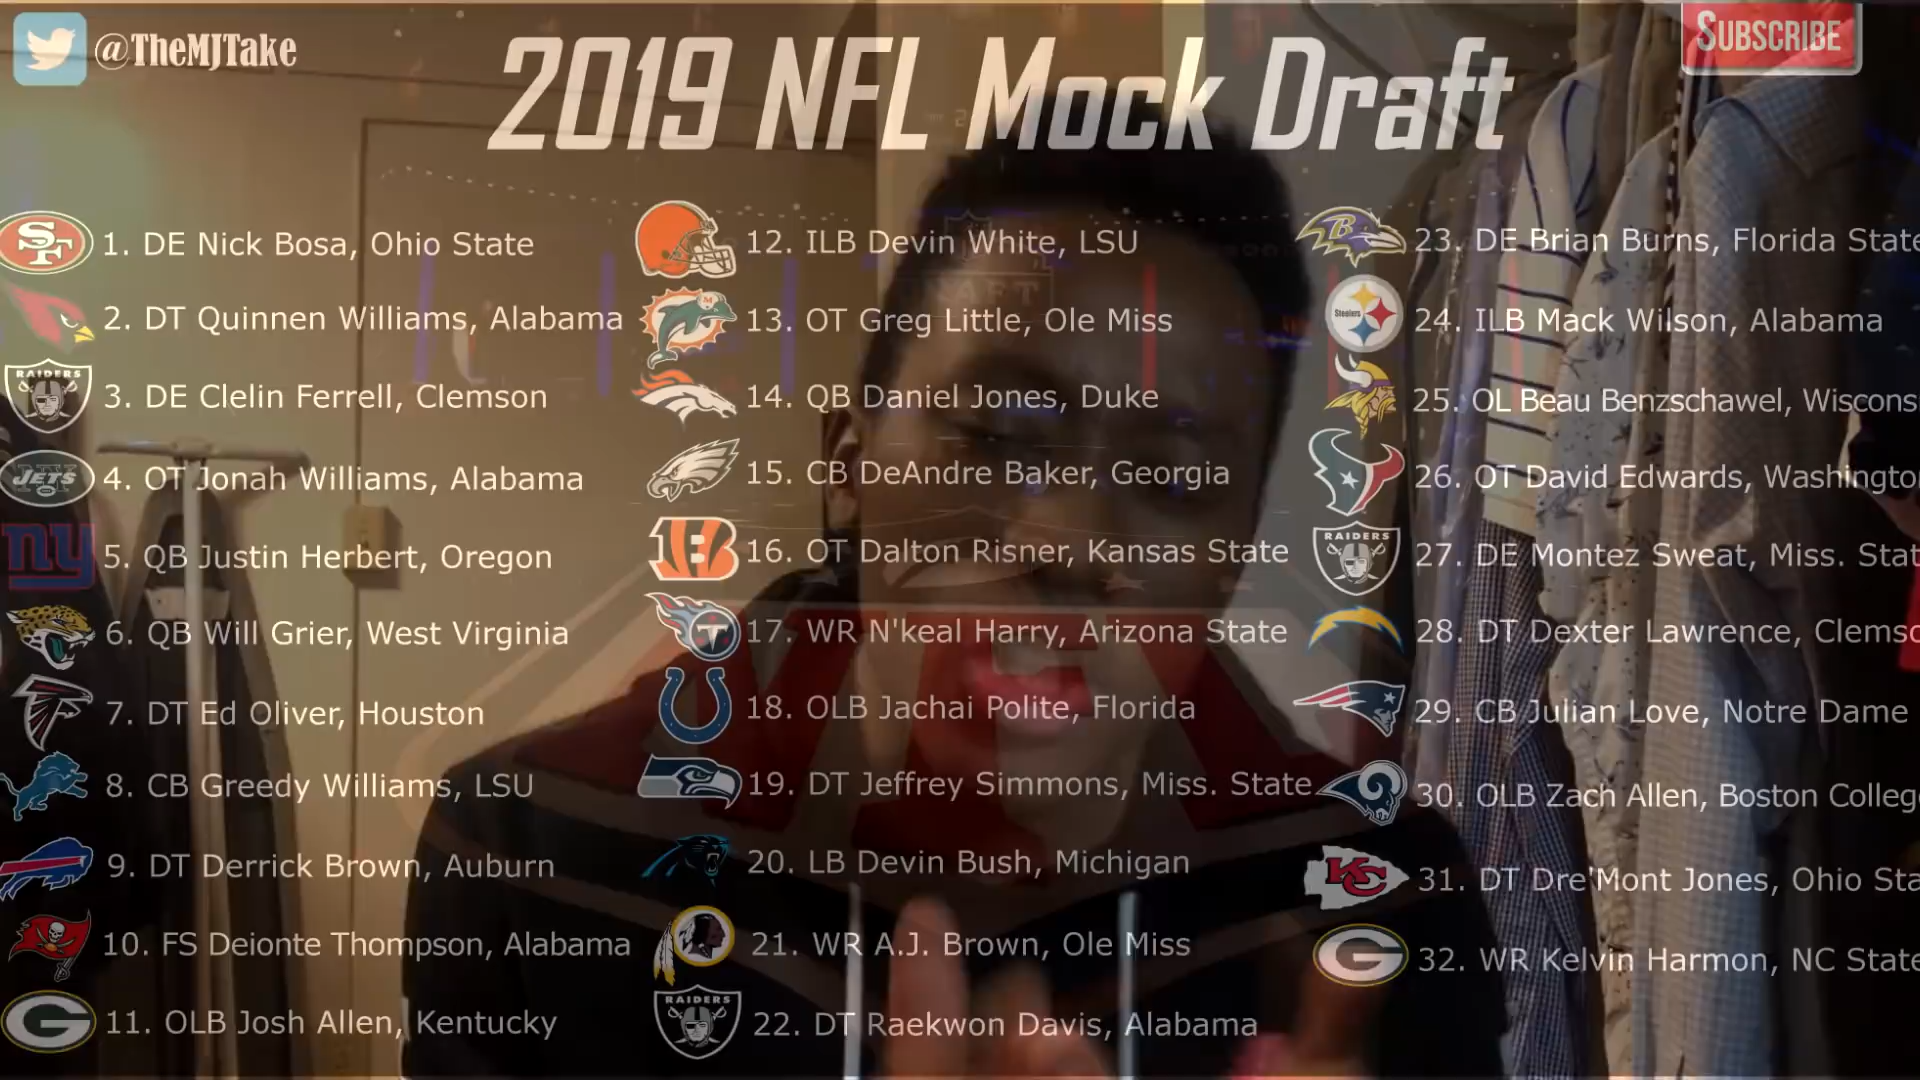 @TheMJTake
2019 NFL Mock Draft
SUBSCRIBE
1. DE Nick Bosa, Ohio State
2. DT Quinnen Williams, Alabama
RAIDERS
3. DE Clelin Ferrell, Clemson
JETS
4. OT Jonah Williams, Alabama
ny
5. QB Justin Herbert, Oregon
6. QB Will Grier, West Virginia
7. DT Ed Oliver, Houston
8. CB Greedy Williams, LSU
9. DT Derrick Brown, Auburn
10. FS Deionte Thompson, Alabama
G
11. OLB Josh Allen, Kentucky
12. ILB Devin White, LSU
M
13. OT Greg Little, Ole Miss
14. QB Daniel Jones, Duke
15. CB DeAndre Baker, Georgia
B
16. OT Dalton Risner, Kansas State
T
17. WR N'keal Harry, Arizona State
18. OLB Jachai Polite, Florida
19. DT Jeffrey Simmons, Miss. State
20. LB Devin Bush, Michigan
21. WR A.J. Brown, Ole Miss
RAIDERS
22. DT Raekwon Davis, Alabama
B
23. DE Brian Burns, Florida State
Steelers
24. ILB Mack Wilson, Alabama
25. OL Beau Benzschawel, Wiscons
26. OT David Edwards, Washingto
RAIDERS
27. DE Montez Sweat, Miss. Stat
28. DT Dexter Lawrence, Clemso
29. CB Julian Love, Notre Dame
30. OLB Zach Allen, Boston Colleg
KC
31. DT Dre'Mont Jones, Ohio Sta
G
32. WR Kelvin Harmon, NC State
SF